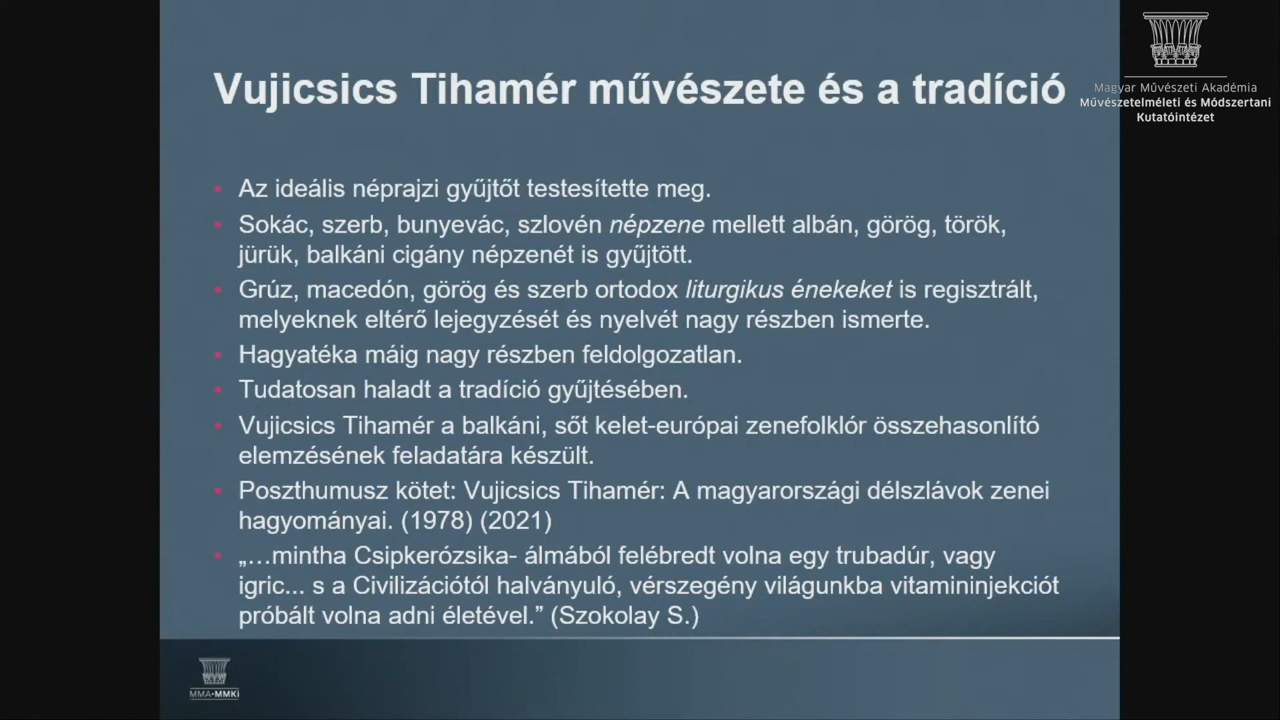 Vujicsics Tihamér művészete és a tradíció
Magyar Művészeti Akadémia
Művészetelméleti és Módszertani
Kutatóintézet
• Az ideális néprajzi gyűjtőt testesítette meg.
• Sokác, szerb, bunyevác, szlovén népzene mellett albán, görög, török,
jürük, balkáni cigány népzenét is gyűjtött.
• Grúz, macedón, görög és szerb ortodox liturgikus énekeket is regisztrált,
melyeknek eltérő lejegyzését és nyelvét nagy részben ismerte.
• Hagyatéka máig nagy részben feldolgozatlan.
• Tudatosan haladt a tradíció gyűjtésében.
• Vujicsics Tihamér a balkáni, sőt kelet-európai zenefolklór összehasonlító
elemzésének feladatára készült.
• Poszthumusz kötet: Vujicsics Tihamér: A magyarországi délszlávok zenei
hagyományai. (1978) (2021)
• „…mintha Csipkerózsika- álmából felébredt volna egy trubadúr, vagy
igric... s a Civilizációtól halványuló, vérszegény világunkba vitamininjekciót
próbált volna adni életével.” (Szokolay S.)
MMA•MMKI